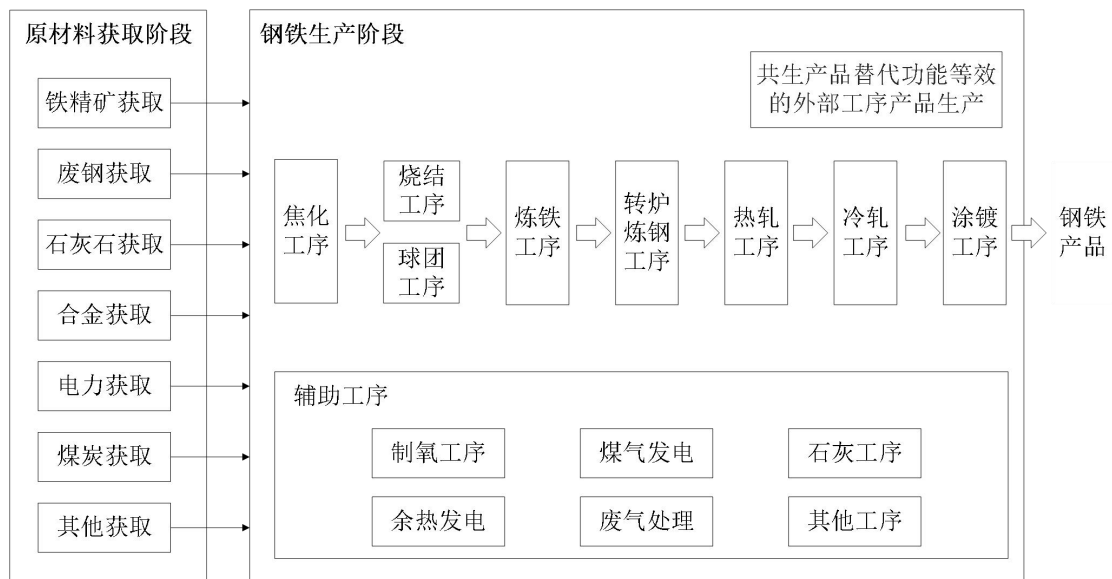 原材料获取阶段
铁精矿获取
废钢获取
石灰石获取
合金获取
电力获取
煤炭获取
其他获取
钢铁生产阶段
共生产品替代功能等效
的外部工序产品生产
焦化
工序
烧结
工序
球团
工序
炼铁
工序
转炉
炼钢
工序
热轧
工序
冷轧
工序
涂镀
工序
钢铁
产品
辅助工序
制氧工序
煤气发电
石灰工序
余热发电
废气处理
其他工序